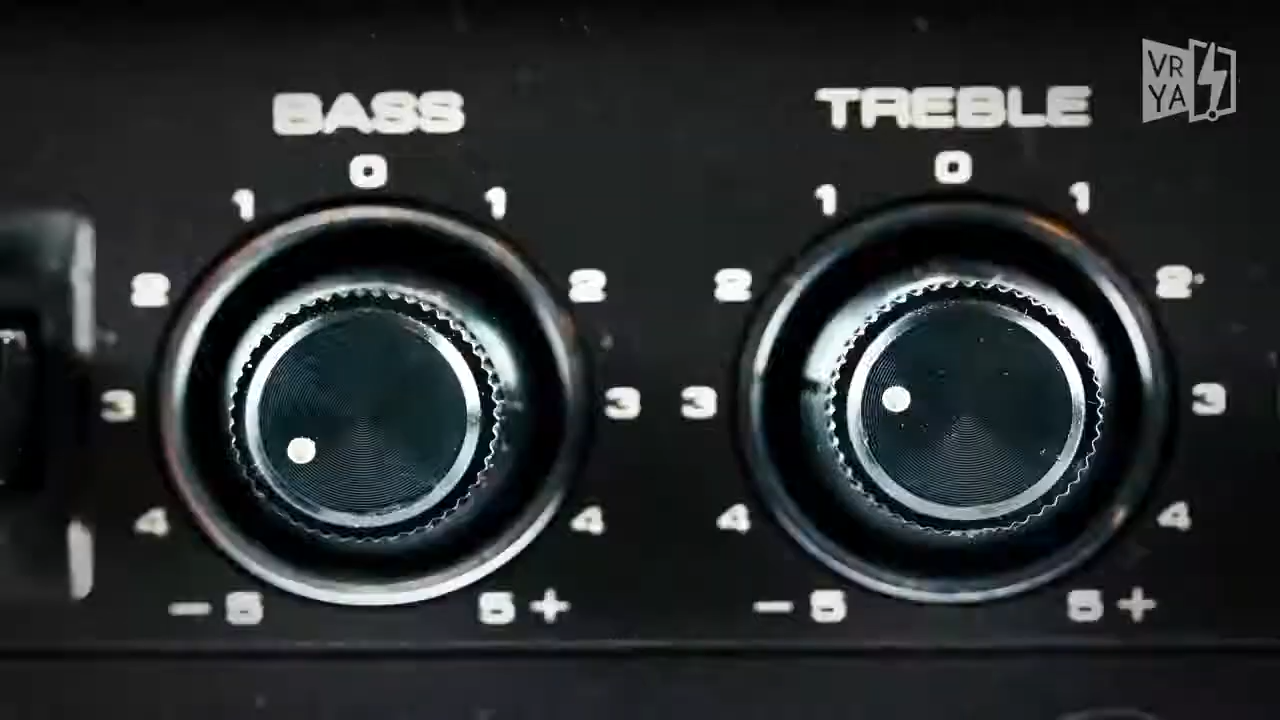 BASS TREBLE
0 0
1 1 1 1
2 2 2 2
3 3 3 3
4 4 4 4
– 5 5 + – 5 5 +
VR
YA